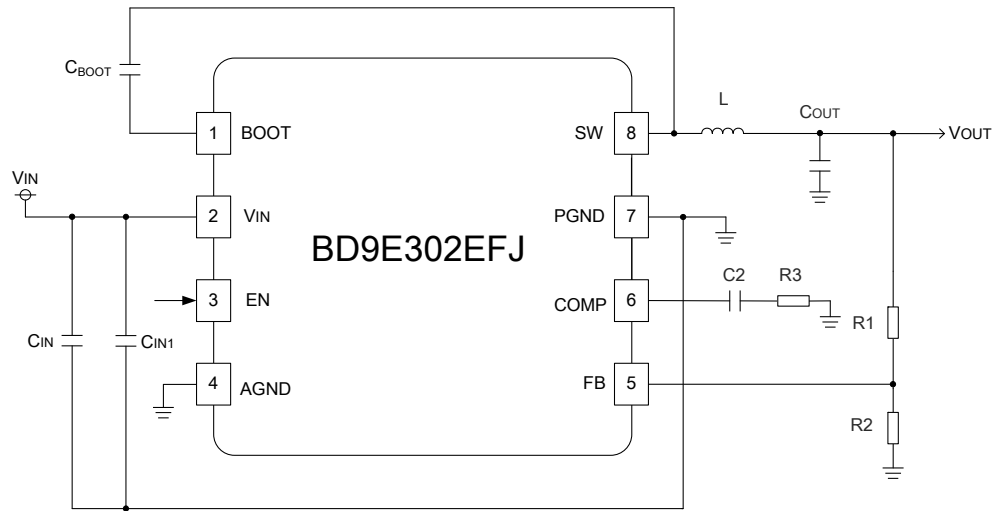 CBOOT
1 BOOT
SW 8
L
COUT
VOUT
VIN
2 VIN
PGND 7
BD9E302EFJ
3 EN
COMP 6
C2
R3
CIN
CIN1
R1
4 AGND
FB 5
R2